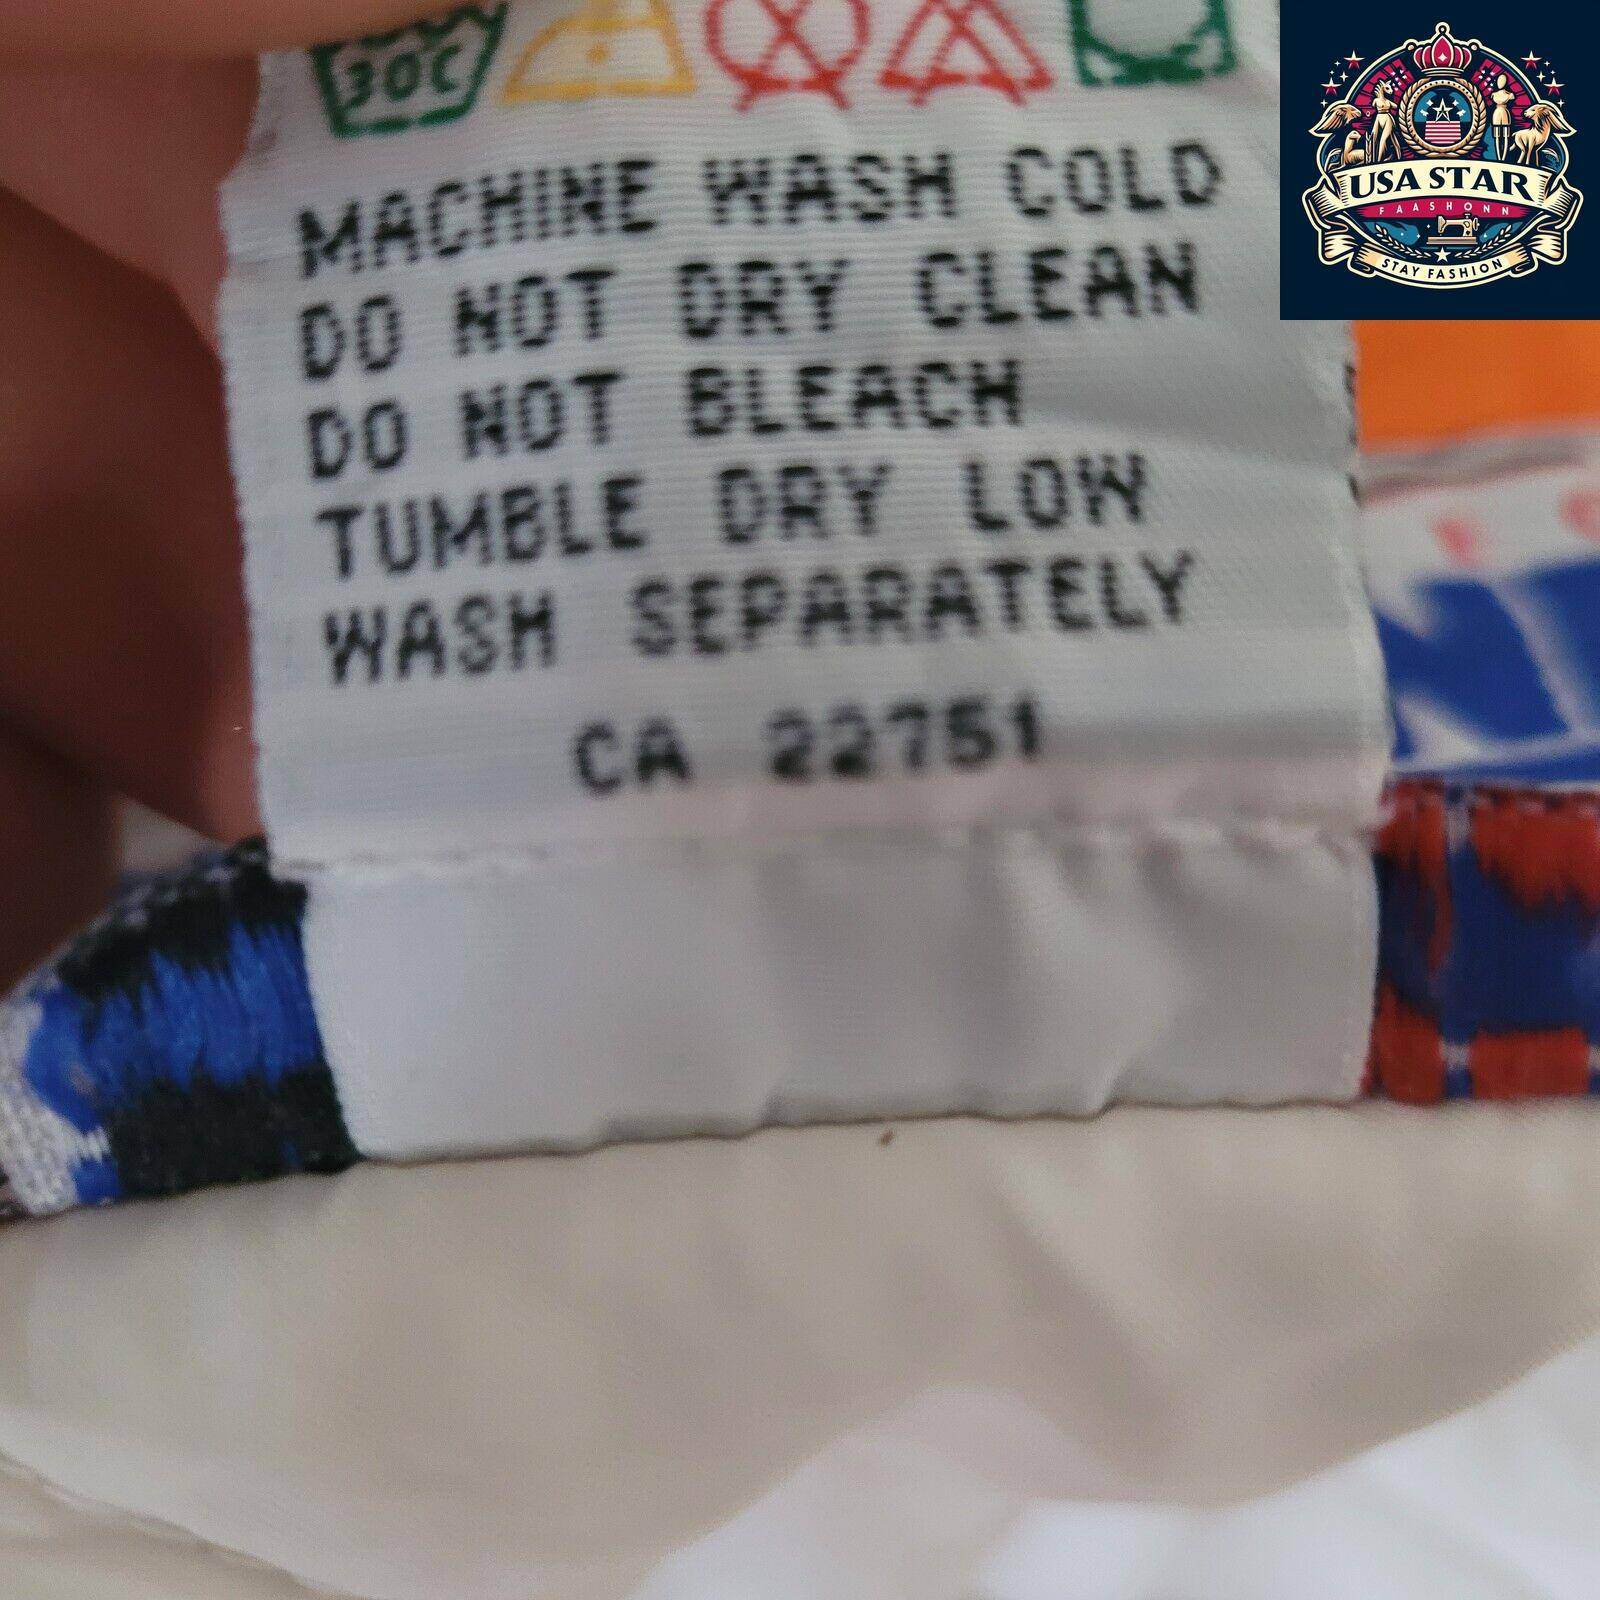 USA STAR
FAASHONN
STAY FASHION
30C
MACHINE WASH COLD
DO NOT DRY CLEAN
DO NOT BLEACH
TUMBLE DRY LOW
WASH SEPARATELY
CA 22751